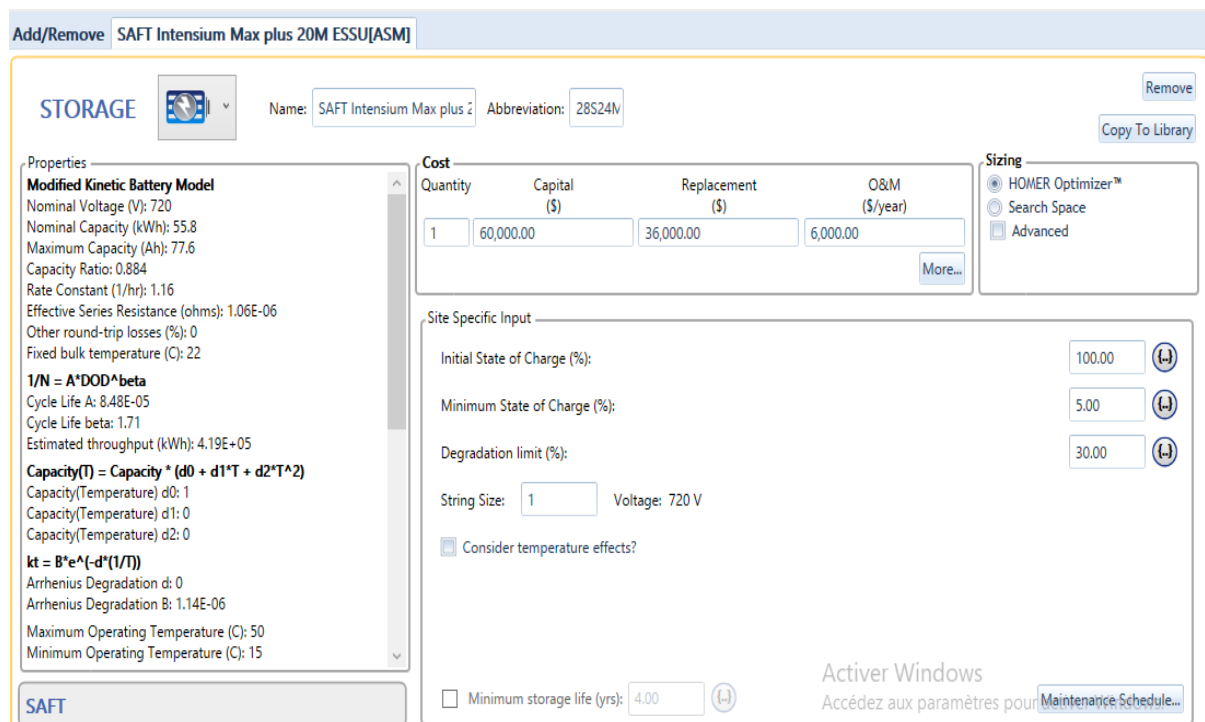 Add/Remove SAFT Intensium Max plus 20M ESSU[ASM]
STORAGE
Name: SAFT Intensium Max plus 2 Abbreviation: 28S24M
Remove
Copy To Library
Properties
Modified Kinetic Battery Model
Nominal Voltage (V): 720
Nominal Capacity (kWh): 55.8
Maximum Capacity (Ah): 77.6
Capacity Ratio: 0.884
Rate Constant (1/hr): 1.16
Effective Series Resistance (ohms): 1.06E-06
Other round-trip losses (%): 0
Fixed bulk temperature (C): 22
1/N = A*DOD^beta
Cycle Life A: 8.48E-05
Cycle Life beta: 1.71
Estimated throughput (kWh): 4.19E+05
Capacity(T) = Capacity * (d0 + d1*T + d2*T^2)
Capacity(Temperature) d0: 1
Capacity(Temperature) d1: 0
Capacity(Temperature) d2: 0
kt = B*e^(-d*(1/T))
Arrhenius Degradation d: 0
Arrhenius Degradation B: 1.14E-06
Maximum Operating Temperature (C): 50
Minimum Operating Temperature (C): 15
SAFT
Cost
Quantity Capital ($) Replacement ($) O&M ($/year)
1 60,000.00 36,000.00 6,000.00
More...
Sizing
HOMER Optimizer™
Search Space
Advanced
Site Specific Input
Initial State of Charge (%): 100.00 {..}
Minimum State of Charge (%): 5.00 {..}
Degradation limit (%): 30.00 {..}
String Size: 1 Voltage: 720 V
Consider temperature effects?
Minimum storage life (yrs): 4.00 {..}
Maintenance Schedule...
Activer Windows
Accédez aux paramètres pour